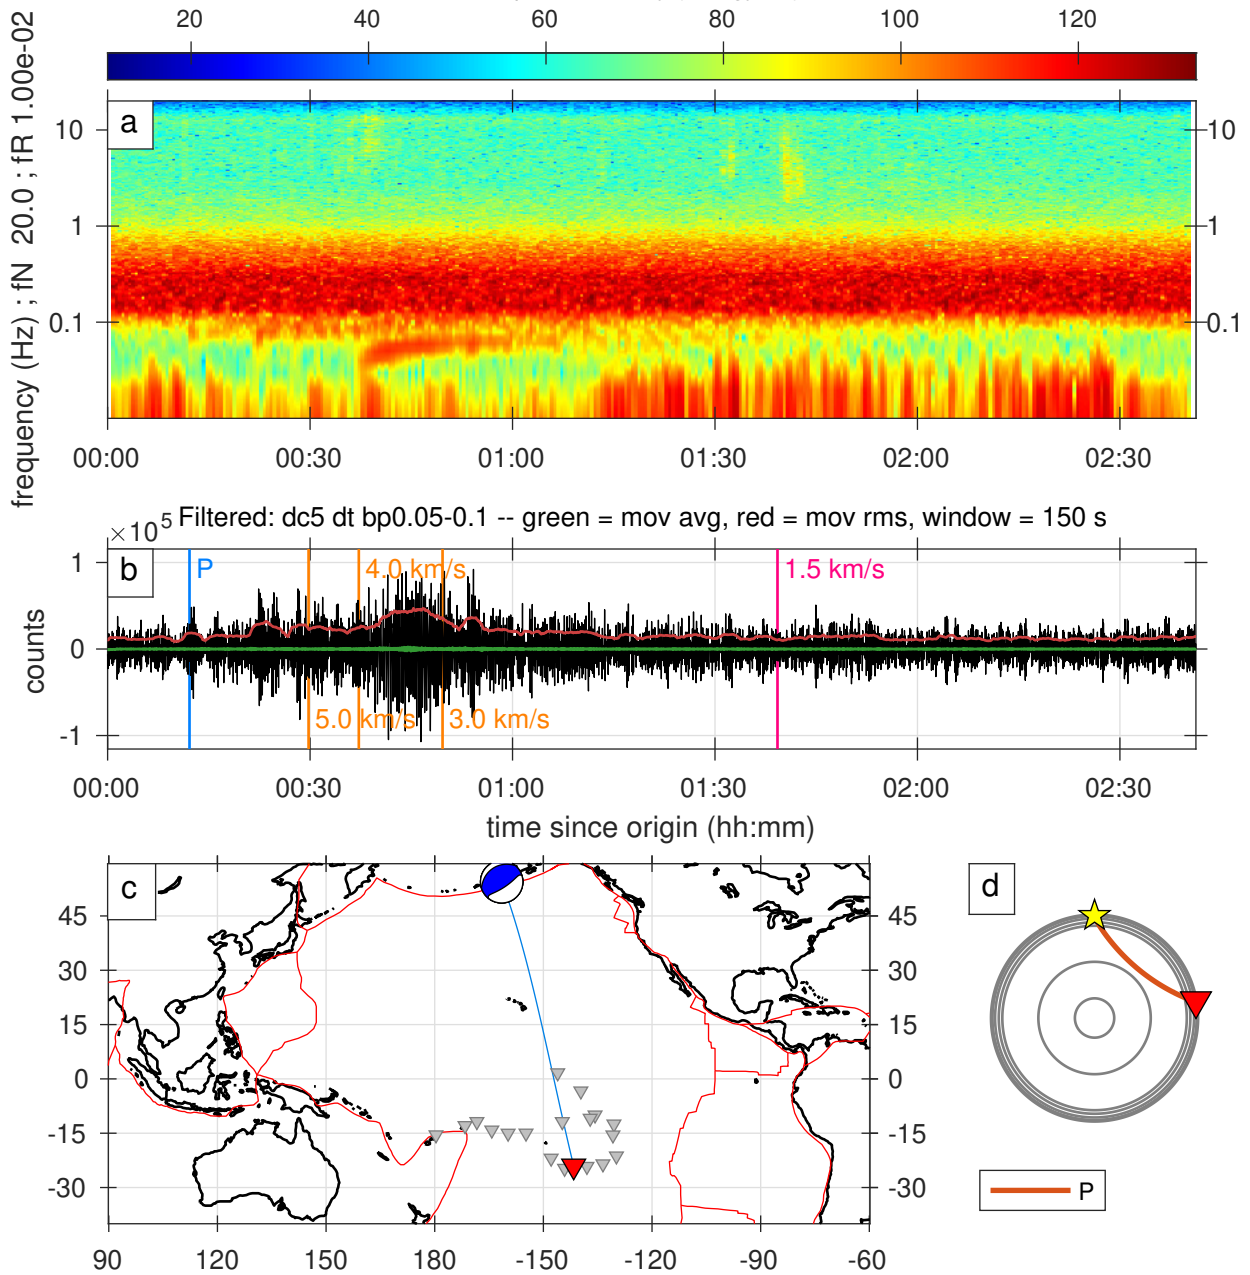 20 40 60 80 100 120
frequency (Hz) ; fN 20.0 ; fR 1.00e-02
a
10 10
1 1
0.1 0.1
00:00 00:30 01:00 01:30 02:00 02:30
×10^5 Filtered: dc5 dt bp0.05-0.1 -- green = mov avg, red = mov rms, window = 150 s
b
counts
1
0
-1
P 4.0 km/s 1.5 km/s
5.0 km/s 3.0 km/s
00:00 00:30 01:00 01:30 02:00 02:30
time since origin (hh:mm)
c
45 45
30 30
15 15
0 0
-15 -15
-30 -30
90 120 150 180 -150 -120 -90 -60
d
P